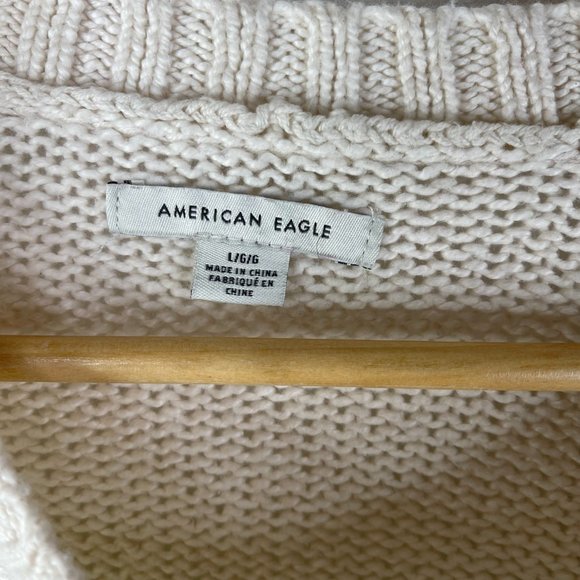 AMERICAN EAGLE
L/G/G
MADE IN CHINA
FABRIQUÉ EN
CHINE